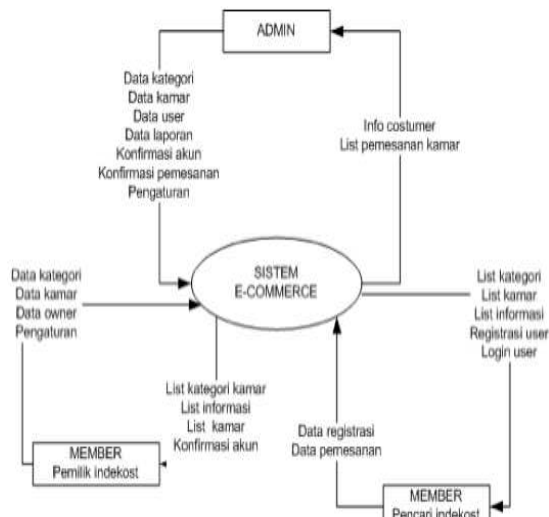 ADMIN
Data kategori
Data kamar
Data user
Data laporan
Konfirmasi akun
Konfirmasi pemesanan
Pengaturan
Info costumer
List pemesanan kamar
SISTEM
E-COMMERCE
Data kategori
Data kamar
Data owner
Pengaturan
List kategori
List kamar
List informasi
Registrasi user
Login user
List kategori kamar
List informasi
List kamar
Konfirmasi akun
Data registrasi
Data pemesanan
MEMBER
Pemilik indekost
MEMBER
Pencari indekost